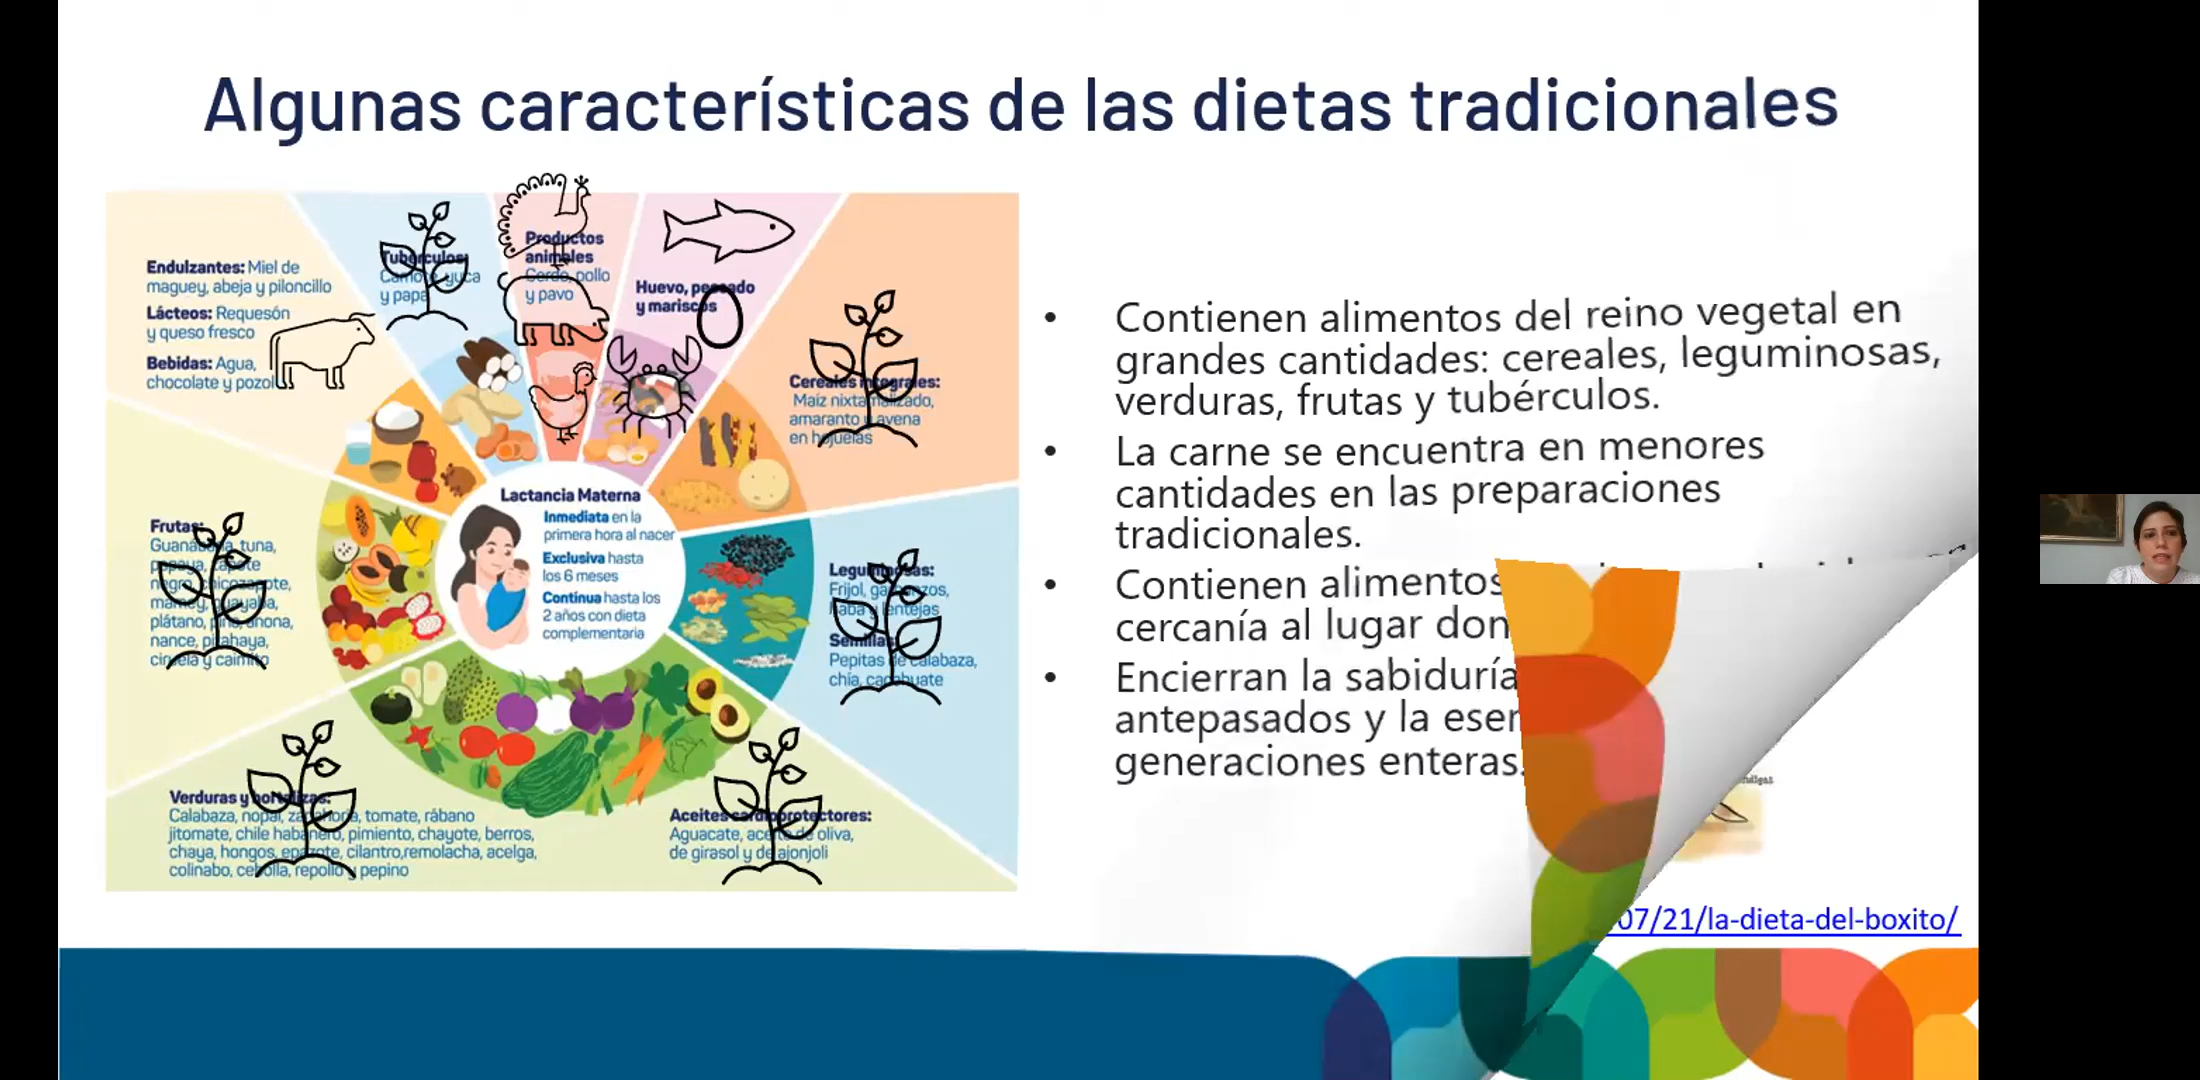 Algunas características de las dietas tradicionales
Endulzantes: Miel de
maguey, abeja y piloncillo
Lácteos: Requesón
y queso fresco
Bebidas: Agua,
chocolate y pozol
Tubérculos:
Camote, yuca
y papa
Productos
animales
Cerdo, pollo
y pavo
Huevo, pescado
y mariscos
Cereales integrales:
Maíz nixtamalizado,
amaranto y avena
en hojuelas
Leguminosas:
Frijol, garbanzos,
haba y lentejas
Semillas:
Pepitas de calabaza,
chía, cacahuate
Aceites cardioprotectores:
Aguacate, aceite de oliva,
de girasol y de ajonjoli
Verduras y hortalizas:
Calabaza, nopal, zanahoria, tomate, rábano
jitomate, chile habanero, pimiento, chayote, berros,
chaya, hongos, epazote, cilantro,remolacha, acelga,
colinabo, cebolla, repollo y pepino
Frutas:
Guanábana, tuna,
papaya, zapote
negro, chicozapote,
mamey, guayaba,
plátano, piña, anona,
nance, pitahaya,
ciruela y caimito
Lactancia Materna
Inmediata en la
primera hora al nacer
Exclusiva hasta
los 6 meses
Continua hasta los
2 años con dieta
complementaria
• Contienen alimentos del reino vegetal en
grandes cantidades: cereales, leguminosas,
verduras, frutas y tubérculos.
• La carne se encuentra en menores
cantidades en las preparaciones
tradicionales.
• Contienen alimentos
cercanía al lugar don
• Encierran la sabiduría
antepasados y la esen
generaciones enteras.
07/21/la-dieta-del-boxito/